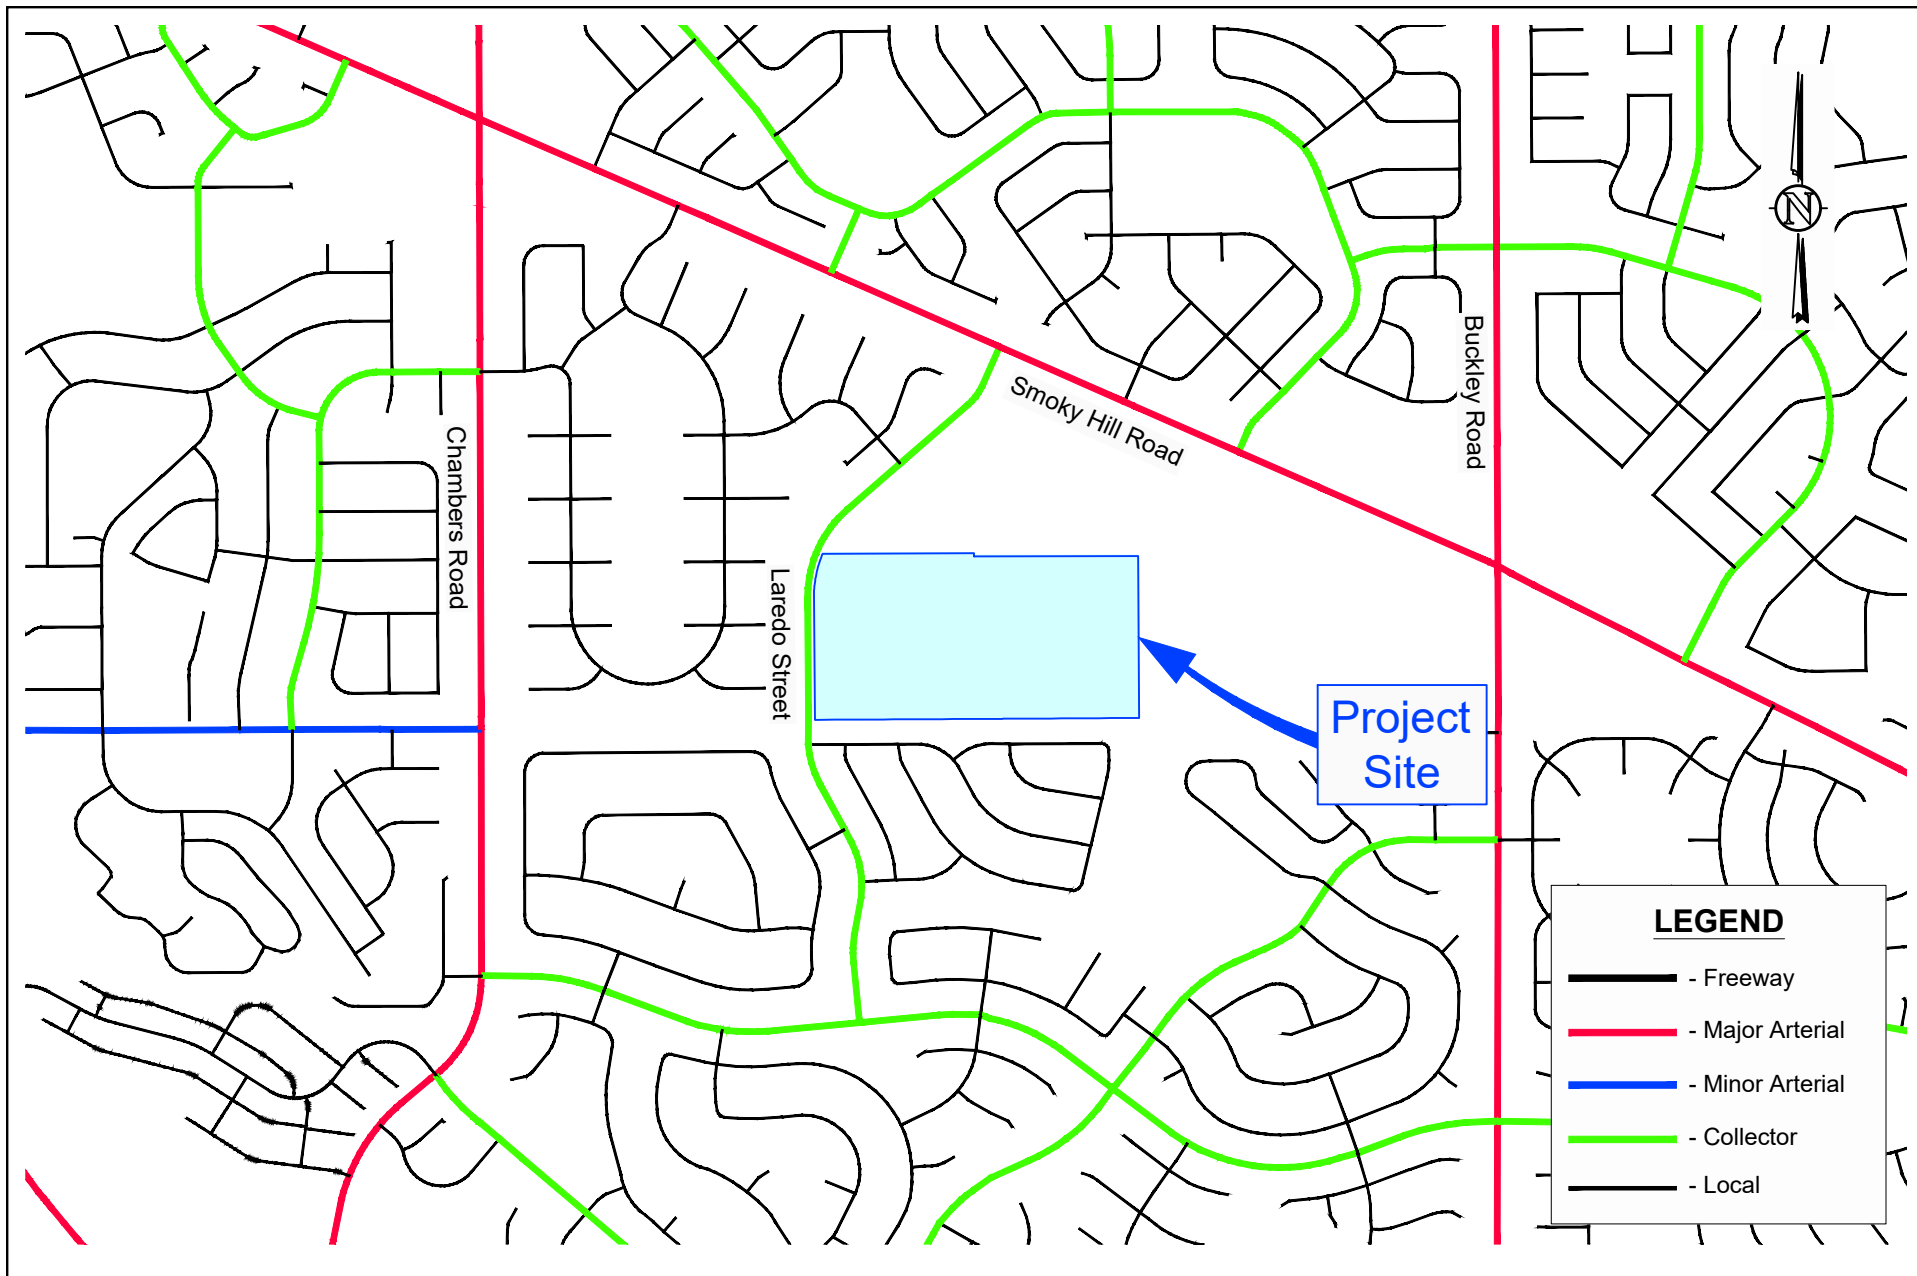 N
Smoky Hill Road
Buckley Road
Chambers Road
Laredo Street
Project
Site
LEGEND
- Freeway
- Major Arterial
- Minor Arterial
- Collector
- Local